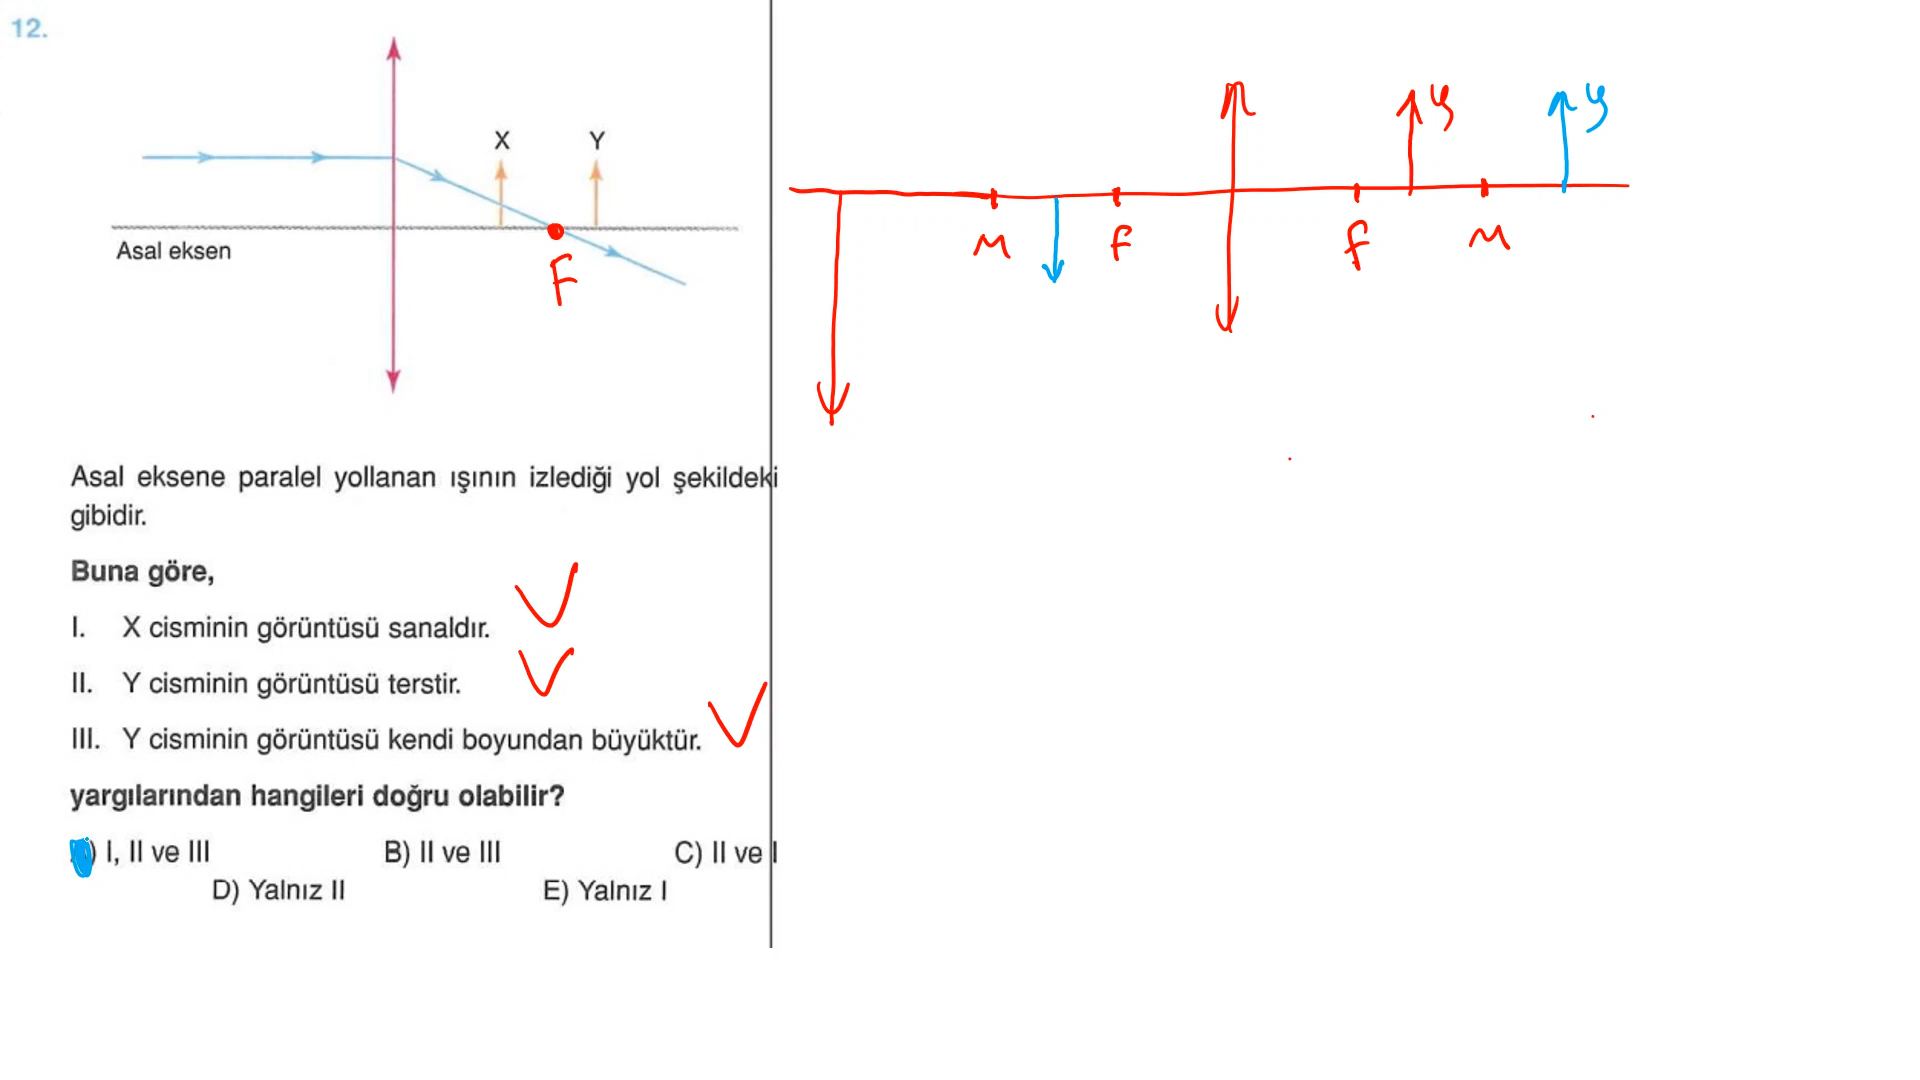 12.
X Y
Asal eksen
F
Asal eksene paralel yollanan ışının izlediği yol şekildeki
gibidir.
Buna göre,
I. X cisminin görüntüsü sanaldır.
II. Y cisminin görüntüsü terstir.
III. Y cisminin görüntüsü kendi boyundan büyüktür.
yargılarından hangileri doğru olabilir?
) I, II ve III B) II ve III C) II ve I
D) Yalnız II E) Yalnız I
y y
M F F M